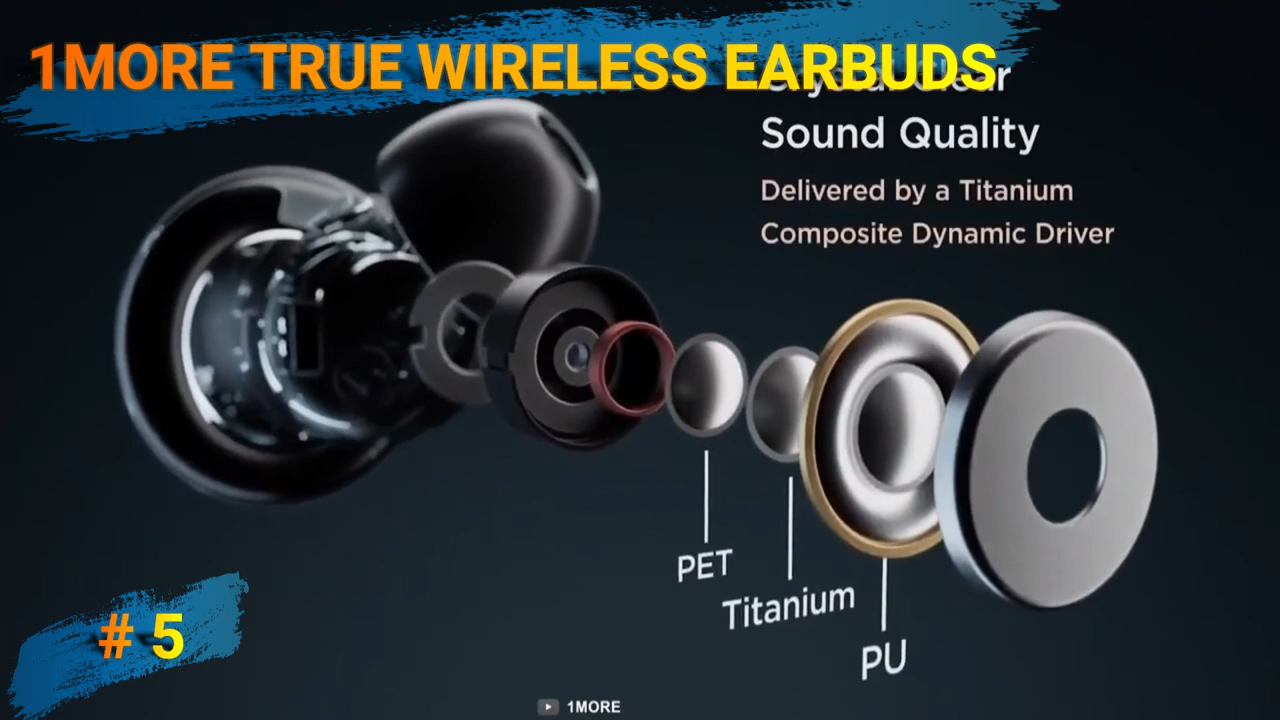 1MORE TRUE WIRELESS EARBUDS
Sound Quality
Delivered by a Titanium
Composite Dynamic Driver
PET
Titanium
PU
# 5
1MORE